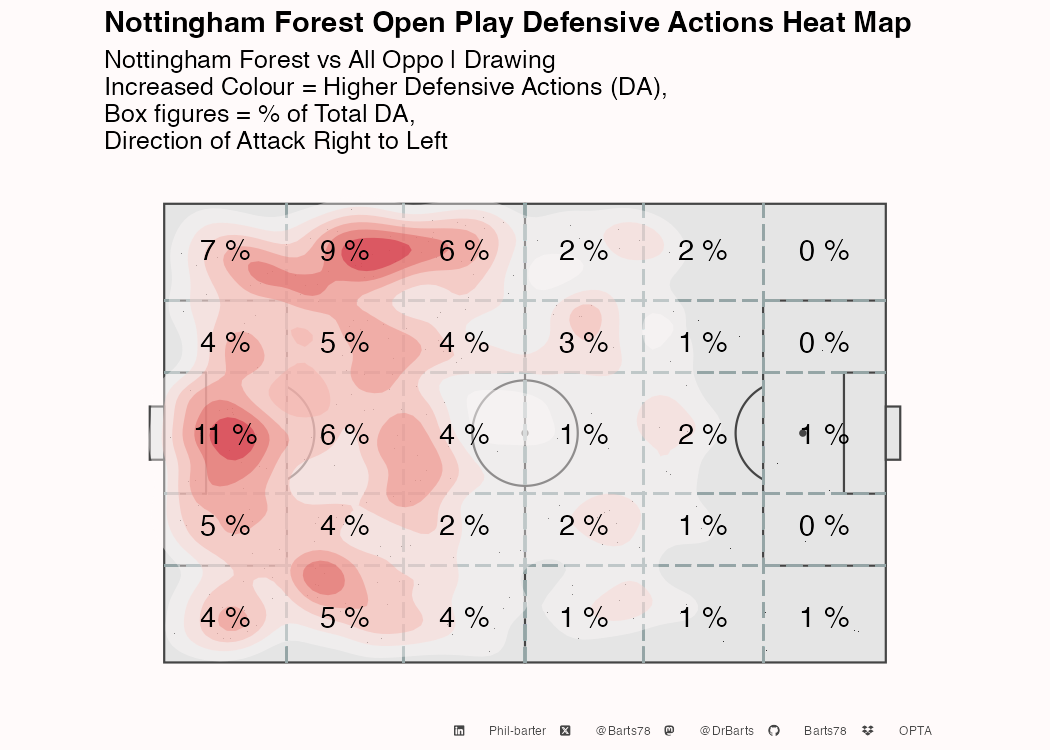 Nottingham Forest Open Play Defensive Actions Heat Map
Nottingham Forest vs All Oppo | Drawing
Increased Colour = Higher Defensive Actions (DA),
Box figures = % of Total DA,
Direction of Attack Right to Left
7 % 9 % 6 % 2 % 2 % 0 %
4 % 5 % 4 % 3 % 1 % 0 %
11 % 6 % 4 % 1 % 2 % 1 %
5 % 4 % 2 % 2 % 1 % 0 %
4 % 5 % 4 % 1 % 1 % 1 %
Phil-barter @Barts78 @DrBarts Barts78 OPTA